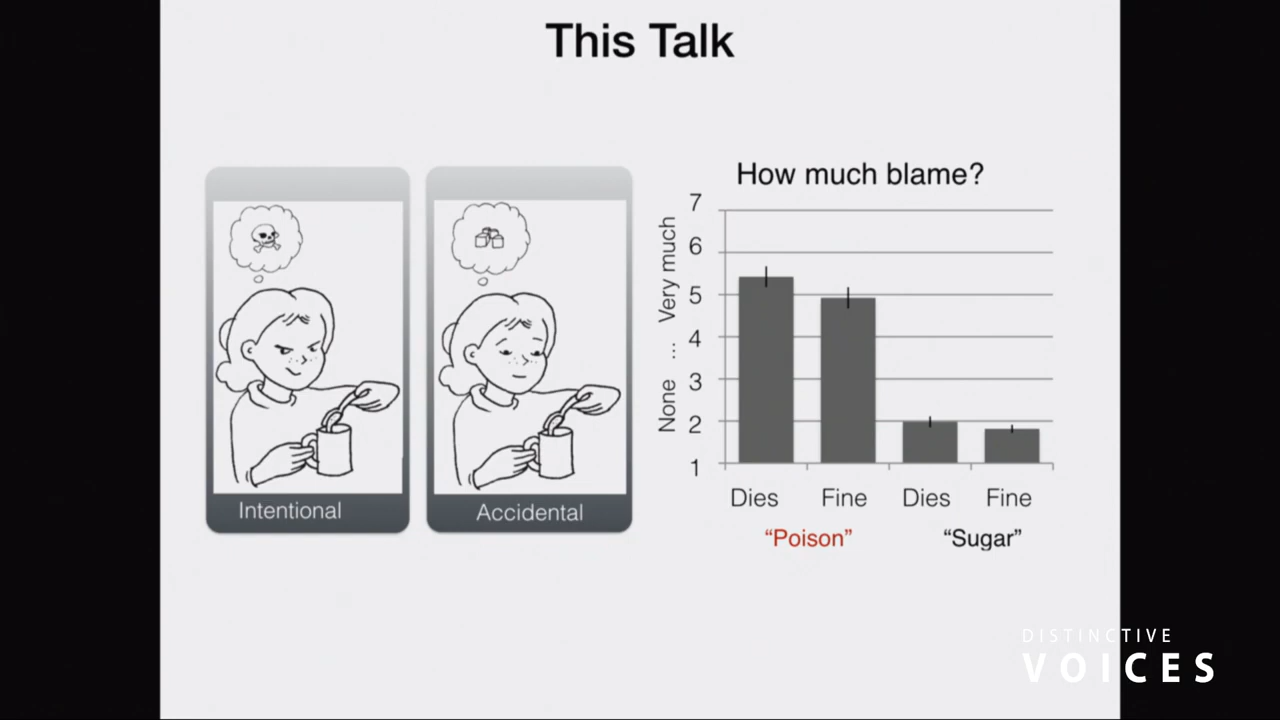 This Talk
Intentional
Accidental
How much blame?
None ... Very much
7
6
5
4
3
2
1
Dies
Fine
Dies
Fine
“Poison”
“Sugar”
DISTINCTIVE
VOICES